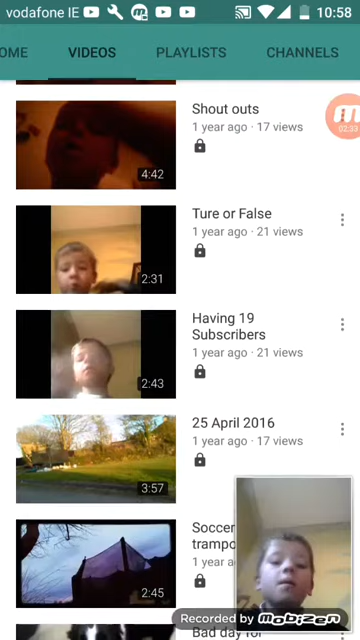 vodafone IE
10:58
OME
VIDEOS
PLAYLISTS
CHANNELS
Shout outs
1 year ago · 17 views
02:33
4:42
Ture or False
1 year ago · 21 views
2:31
Having 19
Subscribers
1 year ago · 21 views
2:43
25 April 2016
1 year ago · 17 views
3:57
Soccer
trampo
1 year a
2:45
Recorded by mobizen
Bad day for